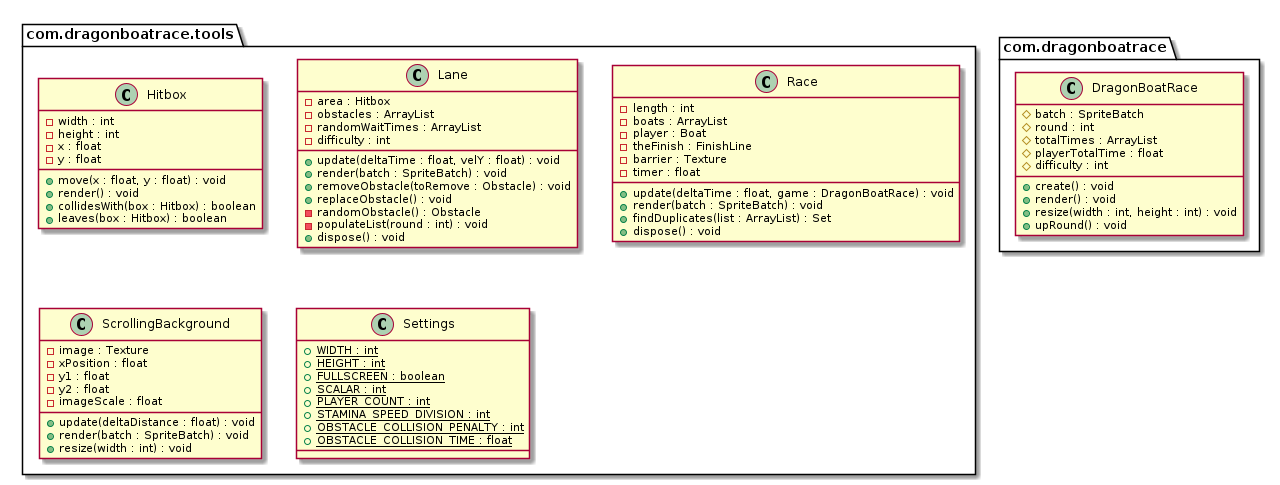 com.dragonboatrace.tools
C Hitbox
width : int
height : int
x : float
y : float
move(x : float, y : float) : void
render() : void
collidesWith(box : Hitbox) : boolean
leaves(box : Hitbox) : boolean
C Lane
area : Hitbox
obstacles : ArrayList
randomWaitTimes : ArrayList
difficulty : int
update(deltaTime : float, velY : float) : void
render(batch : SpriteBatch) : void
removeObstacle(toRemove : Obstacle) : void
replaceObstacle() : void
randomObstacle() : Obstacle
populateList(round : int) : void
dispose() : void
C Race
length : int
boats : ArrayList
player : Boat
theFinish : FinishLine
barrier : Texture
timer : float
update(deltaTime : float, game : DragonBoatRace) : void
render(batch : SpriteBatch) : void
findDuplicates(list : ArrayList) : Set
dispose() : void
C ScrollingBackground
image : Texture
xPosition : float
y1 : float
y2 : float
imageScale : float
update(deltaDistance : float) : void
render(batch : SpriteBatch) : void
resize(width : int) : void
C Settings
WIDTH : int
HEIGHT : int
FULLSCREEN : boolean
SCALAR : int
PLAYER_COUNT : int
STAMINA_SPEED_DIVISION : int
OBSTACLE_COLLISION_PENALTY : int
OBSTACLE_COLLISION_TIME : float
com.dragonboatrace
C DragonBoatRace
batch : SpriteBatch
round : int
totalTimes : ArrayList
playerTotalTime : float
difficulty : int
create() : void
render() : void
resize(width : int, height : int) : void
upRound() : void